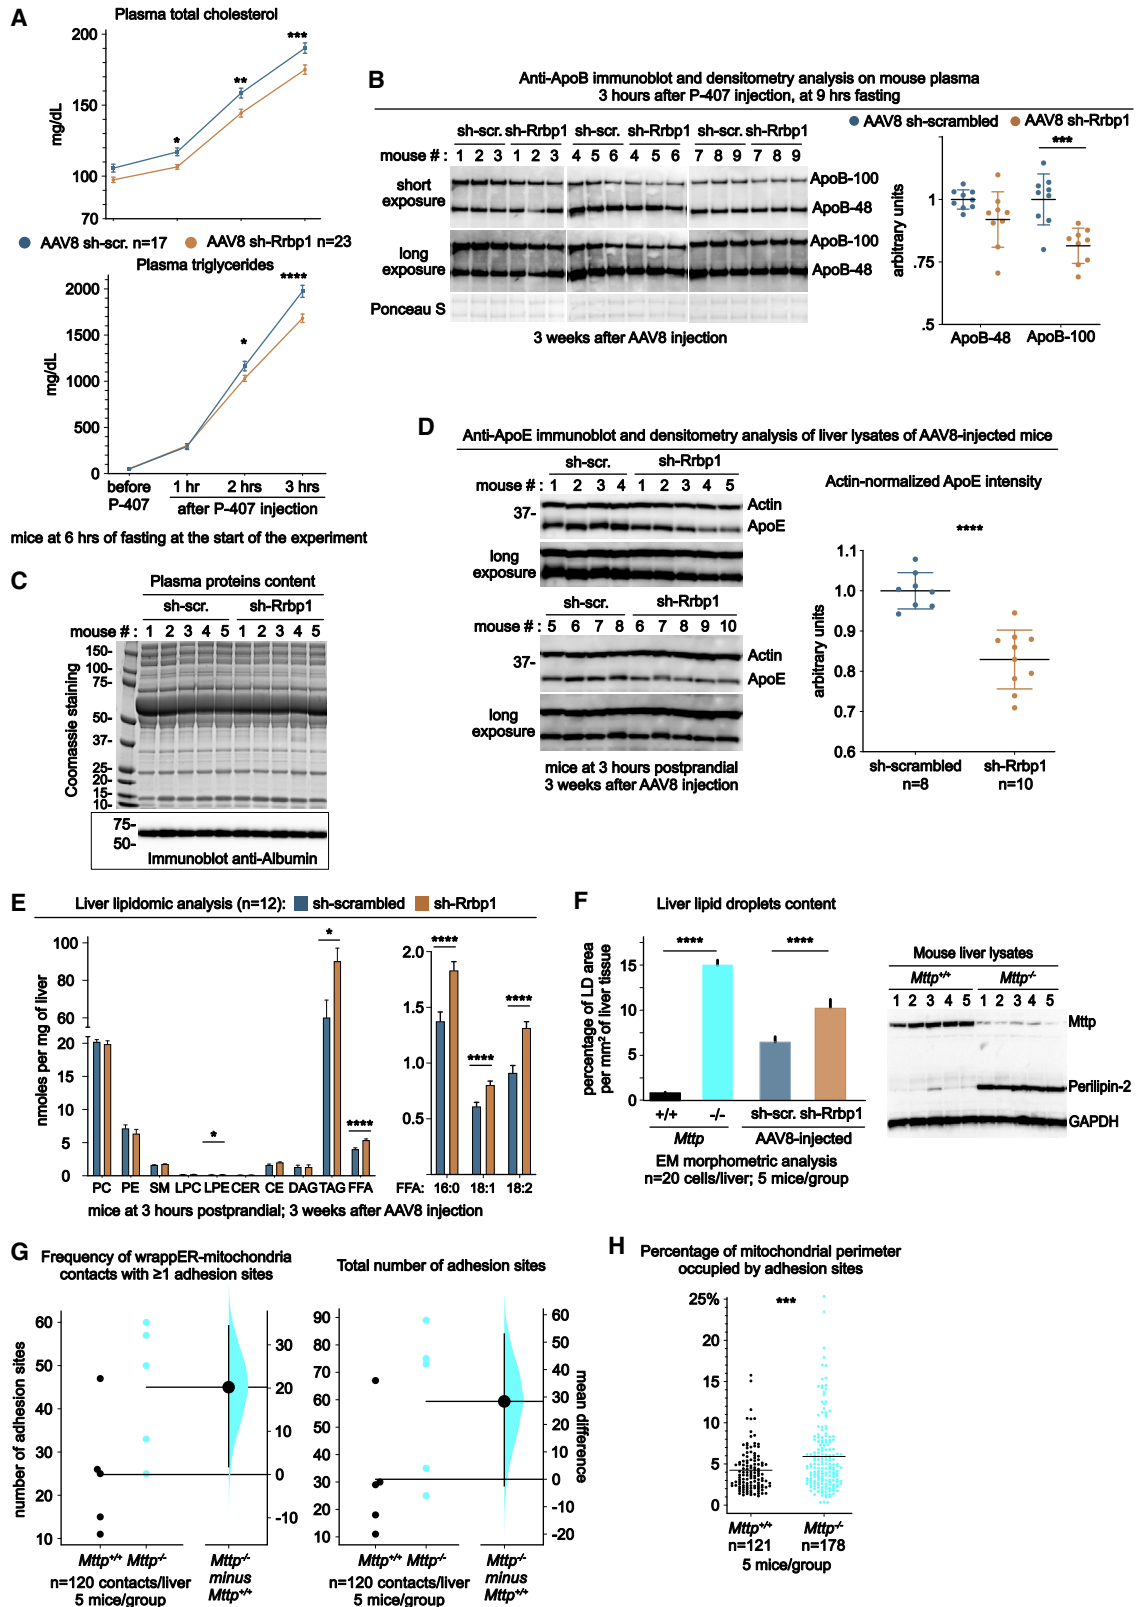 A
Plasma total cholesterol
200
150
100
70
mg/dL
*
**
***
AAV8 sh-scr. n=17
AAV8 sh-Rrbp1 n=23
Plasma triglycerides
2000
1500
1000
500
0
mg/dL
*
****
before P-407
1 hr
2 hrs
3 hrs
after P-407 injection
mice at 6 hrs of fasting at the start of the experiment
B
Anti-ApoB immunoblot and densitometry analysis on mouse plasma
3 hours after P-407 injection, at 9 hrs fasting
sh-scr. sh-Rrbp1 sh-scr. sh-Rrbp1 sh-scr. sh-Rrbp1
mouse # : 1 2 3 1 2 3 4 5 6 4 5 6 7 8 9 7 8 9
short exposure
ApoB-100
ApoB-48
long exposure
ApoB-100
ApoB-48
Ponceau S
3 weeks after AAV8 injection
AAV8 sh-scrambled
AAV8 sh-Rrbp1
***
1
.75
.5
arbitrary units
ApoB-48
ApoB-100
C
Plasma proteins content
sh-scr. sh-Rrbp1
mouse # : 1 2 3 4 5 1 2 3 4 5
Coomassie staining
150-
100-
75-
50-
37-
25-
20-
15-
10-
75-
50-
Immunoblot anti-Albumin
D
Anti-ApoE immunoblot and densitometry analysis of liver lysates of AAV8-injected mice
sh-scr. sh-Rrbp1
mouse # : 1 2 3 4 1 2 3 4 5
37-
Actin
ApoE
long exposure
sh-scr. sh-Rrbp1
mouse # : 5 6 7 8 6 7 8 9 10
37-
Actin
ApoE
long exposure
mice at 3 hours postprandial
3 weeks after AAV8 injection
Actin-normalized ApoE intensity
****
1.1
1.0
0.9
0.8
0.7
0.6
arbitrary units
sh-scrambled n=8
sh-Rrbp1 n=10
E
Liver lipidomic analysis (n=12): sh-scrambled sh-Rrbp1
nmoles per mg of liver
100
80
60
20
15
10
5
0
*
*
****
PC PE SM LPC LPE CER CE DAG TAG FFA
2.0
1.5
1.0
0.5
****
****
****
FFA: 16:0 18:1 18:2
mice at 3 hours postprandial; 3 weeks after AAV8 injection
F
Liver lipid droplets content
percentage of LD area
per mm² of liver tissue
15
10
5
0
****
****
+/+ -/- sh-scr. sh-Rrbp1
Mttp AAV8-injected
EM morphometric analysis
n=20 cells/liver; 5 mice/group
Mouse liver lysates
Mttp+/+ Mttp-/-
1 2 3 4 5 1 2 3 4 5
Mttp
Perilipin-2
GAPDH
G
Frequency of wrappER-mitochondria
contacts with ≥1 adhesion sites
number of adhesion sites
60
50
40
30
20
10
30
20
10
0
-10
Mttp+/+ Mttp-/-
Mttp-/-
minus
Mttp+/+
n=120 contacts/liver
5 mice/group
Total number of adhesion sites
90
80
70
60
50
40
30
20
10
60
50
40
30
20
10
0
-10
-20
mean difference
Mttp+/+ Mttp-/-
Mttp-/-
minus
Mttp+/+
n=120 contacts/liver
5 mice/group
H
Percentage of mitochondrial perimeter
occupied by adhesion sites
25%
20
15
10
5
0
***
Mttp+/+ Mttp-/-
n=121 n=178
5 mice/group